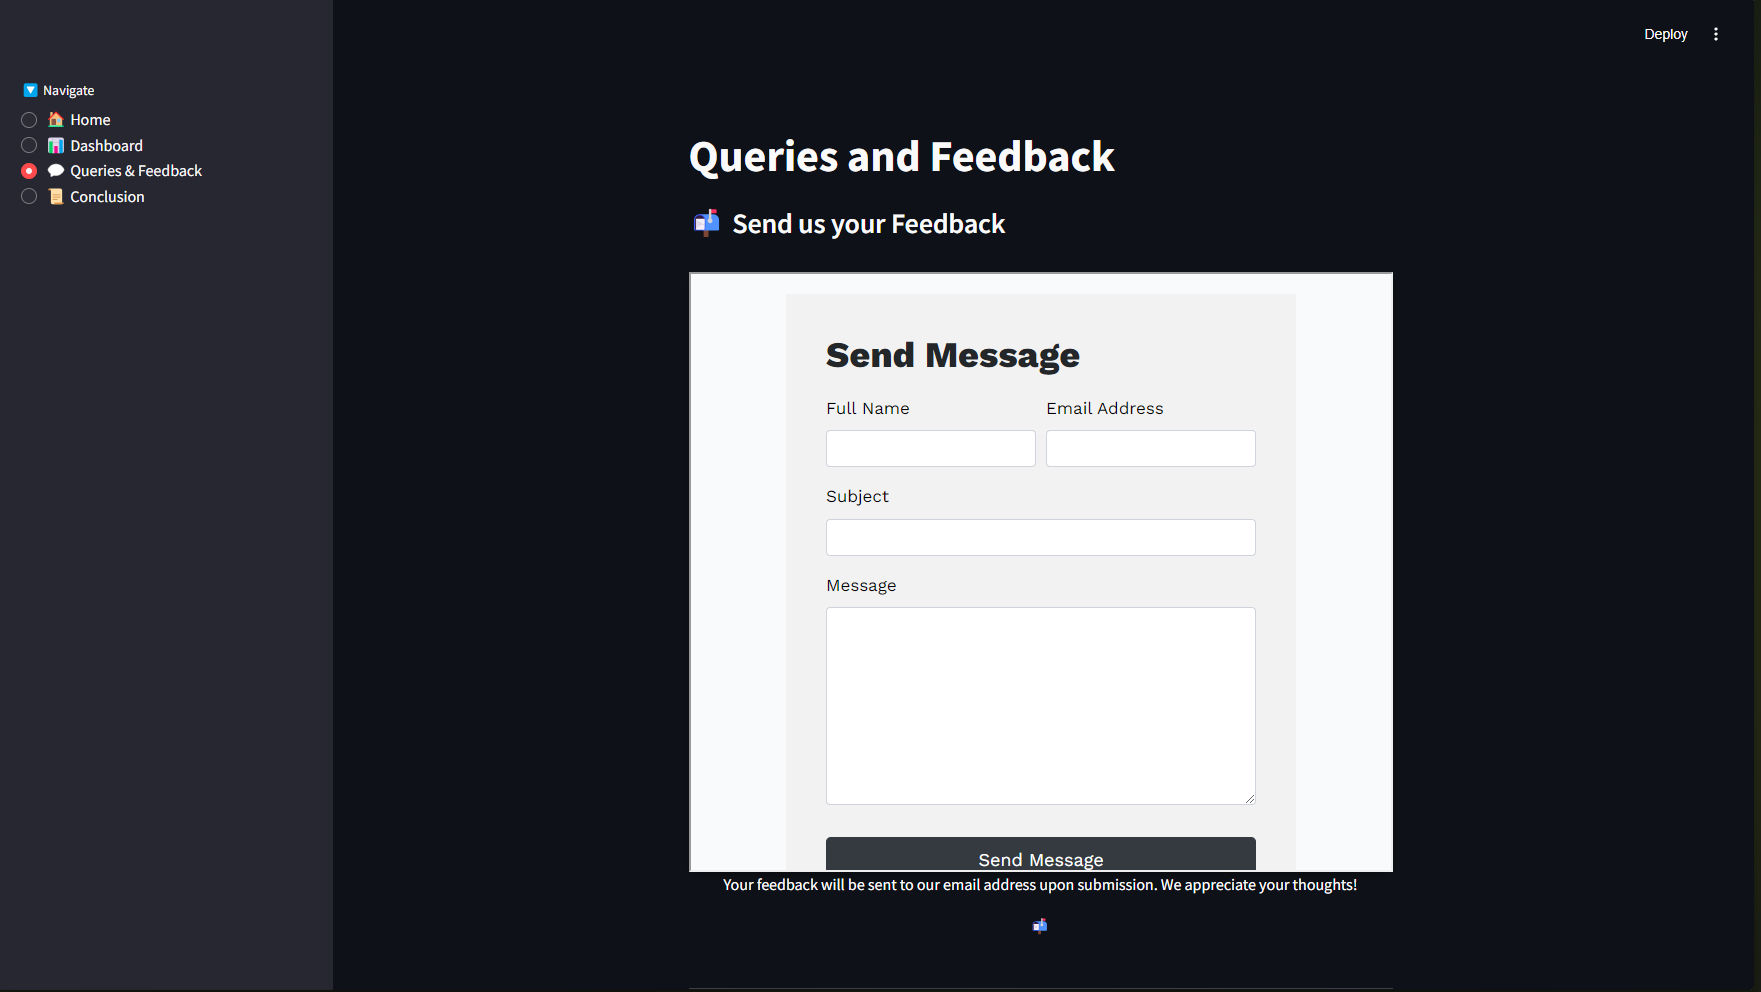 Deploy
Navigate
Home
Dashboard
Queries & Feedback
Conclusion
Queries and Feedback
Send us your Feedback
Send Message
Full Name
Email Address
Subject
Message
Send Message
Your feedback will be sent to our email address upon submission. We appreciate your thoughts!